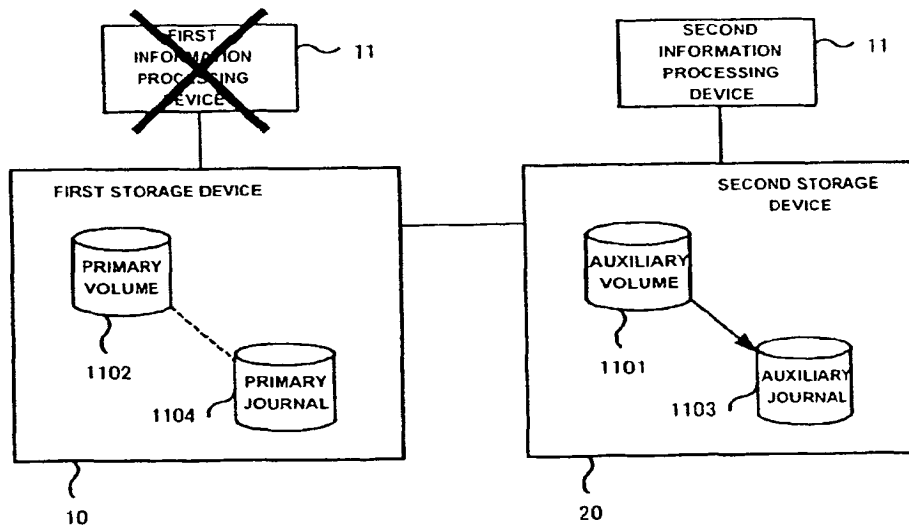 FIRST
INFORMATION
PROCESSING
DEVICE
11
SECOND
INFORMATION
PROCESSING
DEVICE
11
FIRST STORAGE DEVICE
PRIMARY
VOLUME
1102
PRIMARY
JOURNAL
1104
10
SECOND STORAGE
DEVICE
AUXILIARY
VOLUME
1101
AUXILIARY
JOURNAL
1103
20